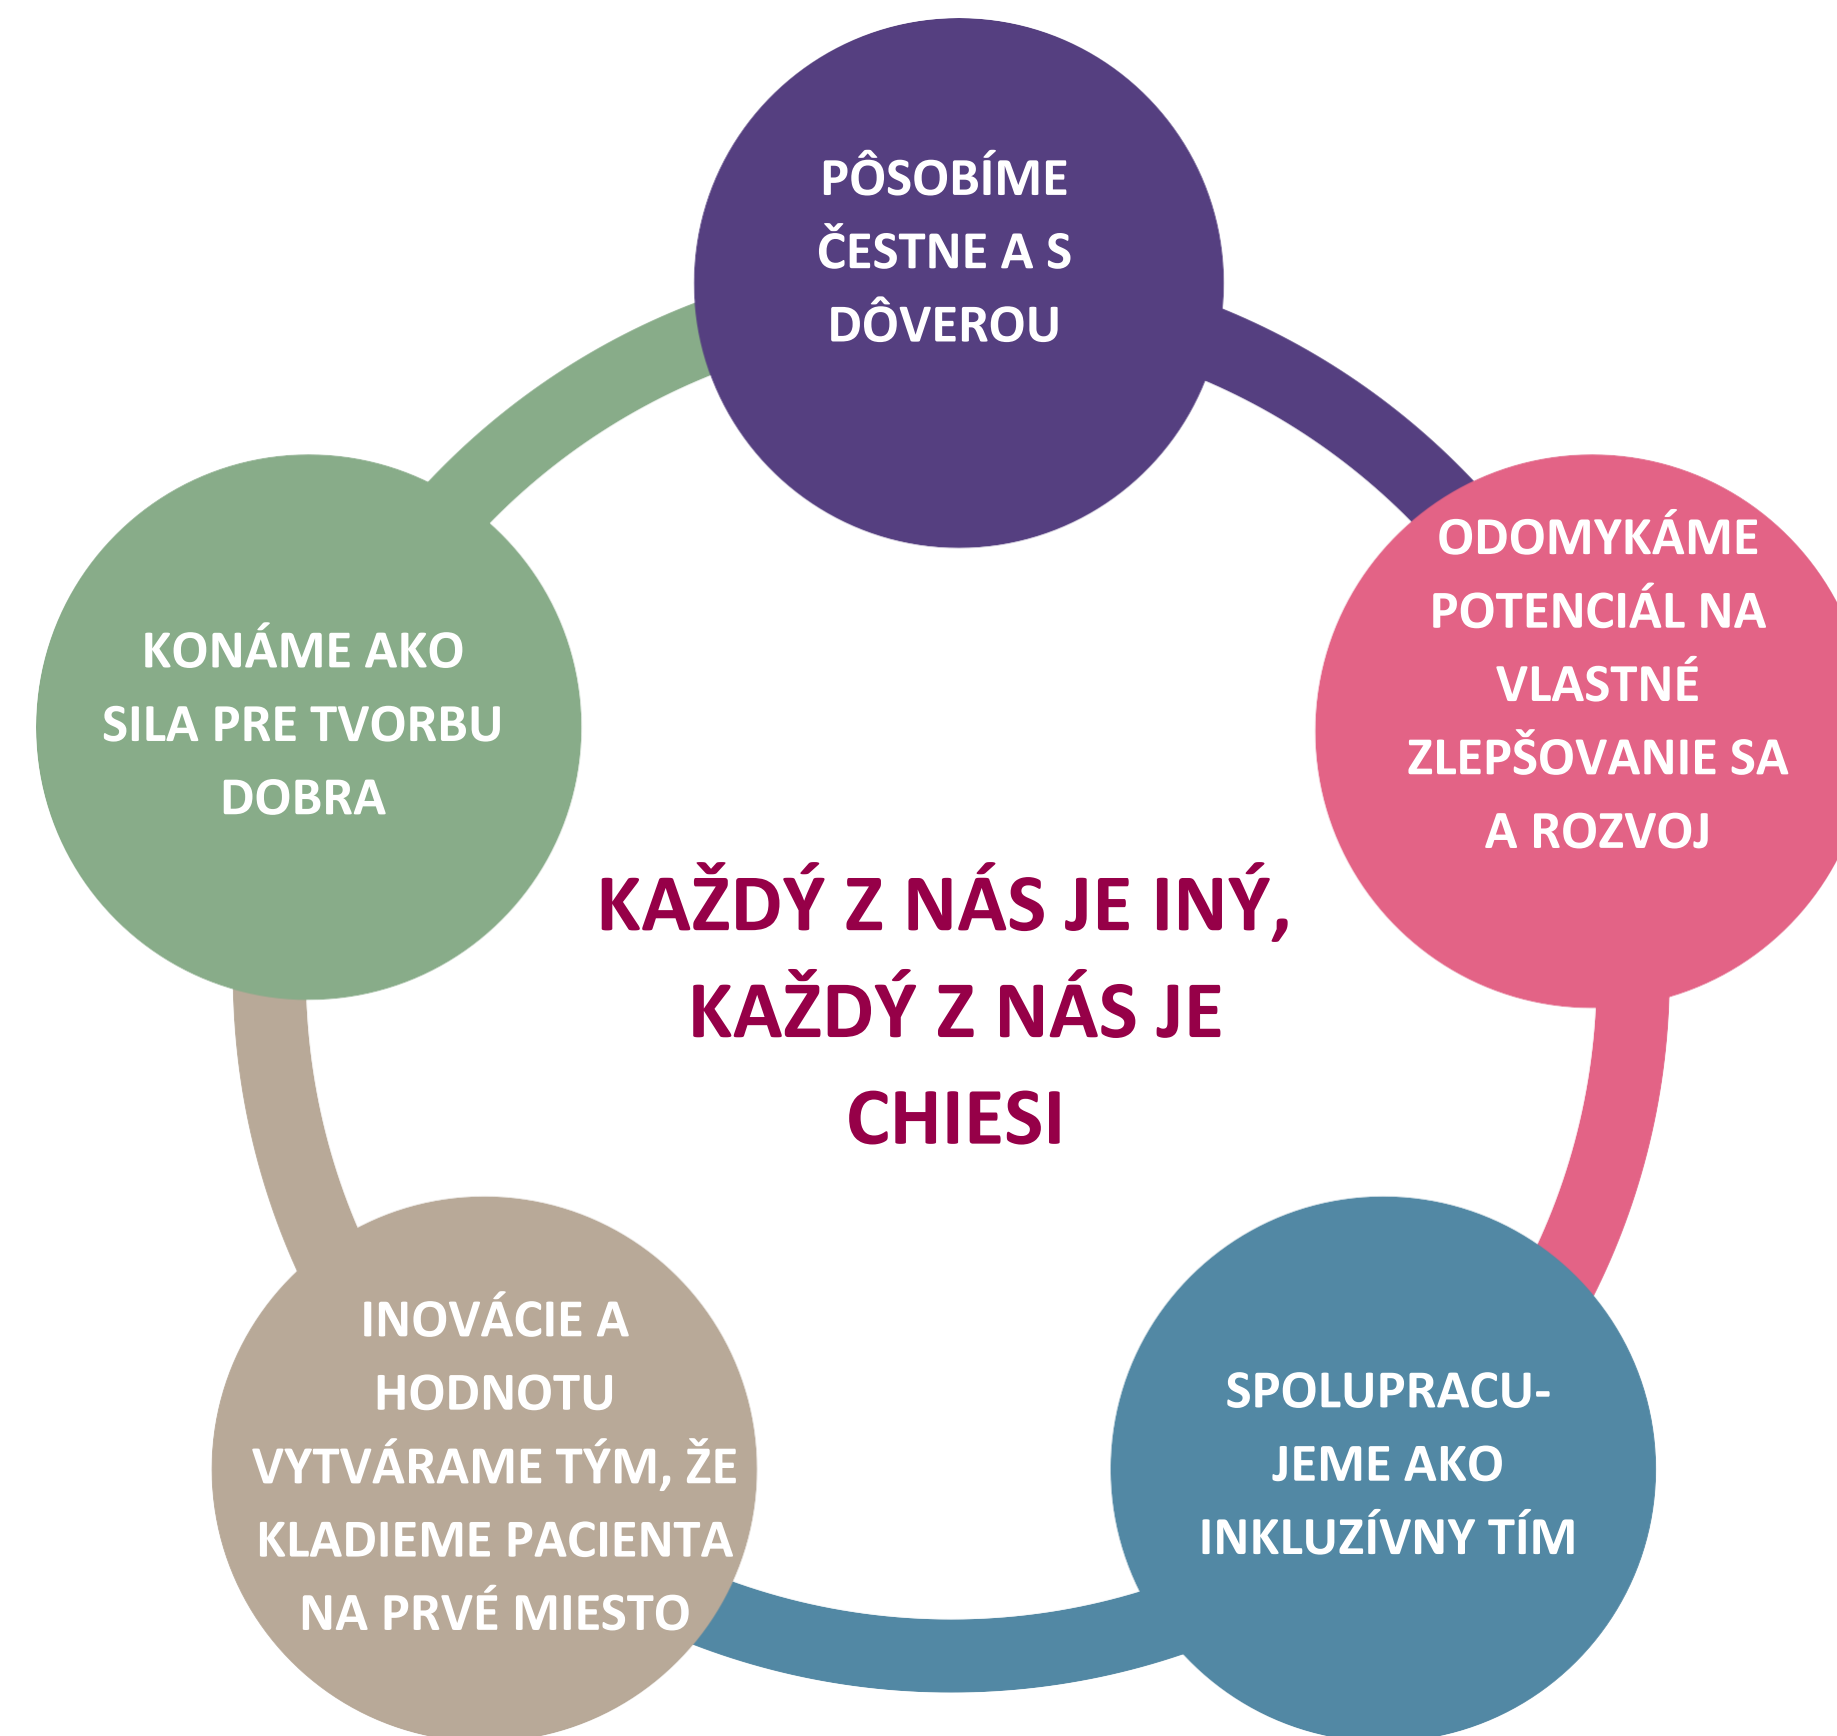 PÔSOBÍME
ČESTNE A S
DÔVEROU
ODOMYKÁME
POTENCIÁL NA
VLASTNÉ
ZLEPŠOVANIE SA
A ROZVOJ
KONÁME AKO
SILA PRE TVORBU
DOBRA
KAŽDÝ Z NÁS JE INÝ,
KAŽDÝ Z NÁS JE
CHIESI
INOVÁCIE A
HODNOTU
VYTVÁRAME TÝM, ŽE
KLADIEME PACIENTA
NA PRVÉ MIESTO
SPOLUPRACU-
JEME AKO
INKLUZÍVNY TÍM